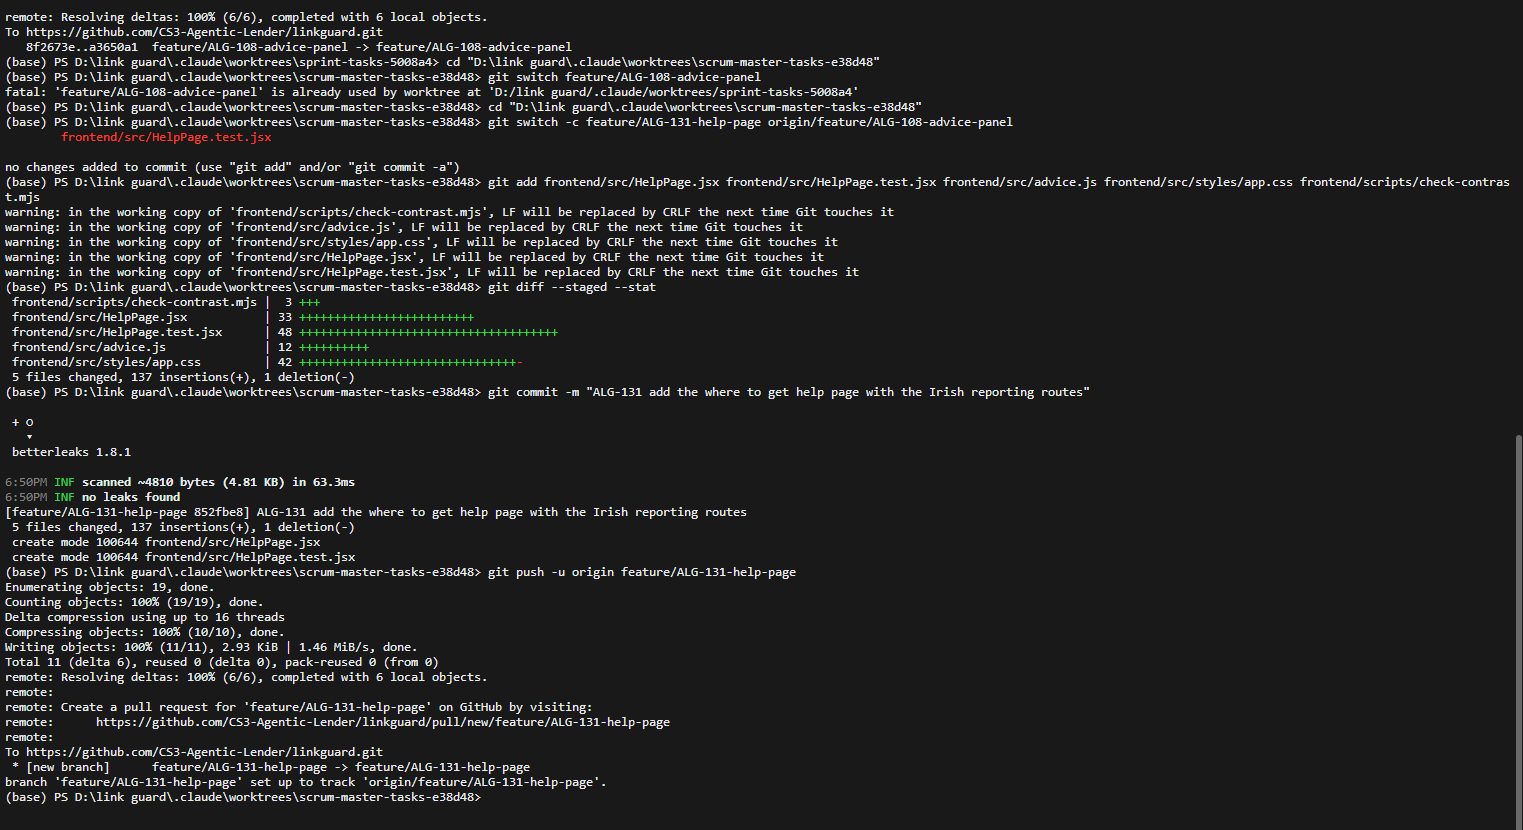 remote: Resolving deltas: 100% (6/6), completed with 6 local objects.
To https://github.com/CS3-Agentic-Lender/linkguard.git
   8f2673e..a3650a1  feature/ALG-108-advice-panel -> feature/ALG-108-advice-panel
(base) PS D:\link guard\.claude\worktrees\sprint-tasks-5008a4> cd "D:\link guard\.claude\worktrees\scrum-master-tasks-e38d48"
(base) PS D:\link guard\.claude\worktrees\scrum-master-tasks-e38d48> git switch feature/ALG-108-advice-panel
fatal: 'feature/ALG-108-advice-panel' is already used by worktree at 'D:/link guard/.claude/worktrees/sprint-tasks-5008a4'
(base) PS D:\link guard\.claude\worktrees\scrum-master-tasks-e38d48> cd "D:\link guard\.claude\worktrees\scrum-master-tasks-e38d48"
(base) PS D:\link guard\.claude\worktrees\scrum-master-tasks-e38d48> git switch -c feature/ALG-131-help-page origin/feature/ALG-108-advice-panel
        frontend/src/HelpPage.test.jsx

no changes added to commit (use "git add" and/or "git commit -a")
(base) PS D:\link guard\.claude\worktrees\scrum-master-tasks-e38d48> git add frontend/src/HelpPage.jsx frontend/src/HelpPage.test.jsx frontend/src/advice.js frontend/src/styles/app.css frontend/scripts/check-contras
t.mjs
warning: in the working copy of 'frontend/scripts/check-contrast.mjs', LF will be replaced by CRLF the next time Git touches it
warning: in the working copy of 'frontend/src/advice.js', LF will be replaced by CRLF the next time Git touches it
warning: in the working copy of 'frontend/src/styles/app.css', LF will be replaced by CRLF the next time Git touches it
warning: in the working copy of 'frontend/src/HelpPage.jsx', LF will be replaced by CRLF the next time Git touches it
warning: in the working copy of 'frontend/src/HelpPage.test.jsx', LF will be replaced by CRLF the next time Git touches it
(base) PS D:\link guard\.claude\worktrees\scrum-master-tasks-e38d48> git diff --staged --stat
 frontend/scripts/check-contrast.mjs |  3 +++
 frontend/src/HelpPage.jsx           | 33 +++++++++++++++++++++++++
 frontend/src/HelpPage.test.jsx      | 48 +++++++++++++++++++++++++++++++++++++
 frontend/src/advice.js              | 12 ++++++++++
 frontend/src/styles/app.css         | 42 +++++++++++++++++++++++++++++++-
 5 files changed, 137 insertions(+), 1 deletion(-)
(base) PS D:\link guard\.claude\worktrees\scrum-master-tasks-e38d48> git commit -m "ALG-131 add the where to get help page with the Irish reporting routes"

 + o
   ▾
 betterleaks 1.8.1

6:50PM INF scanned ~4810 bytes (4.81 KB) in 63.3ms
6:50PM INF no leaks found
[feature/ALG-131-help-page 852fbe8] ALG-131 add the where to get help page with the Irish reporting routes
 5 files changed, 137 insertions(+), 1 deletion(-)
 create mode 100644 frontend/src/HelpPage.jsx
 create mode 100644 frontend/src/HelpPage.test.jsx
(base) PS D:\link guard\.claude\worktrees\scrum-master-tasks-e38d48> git push -u origin feature/ALG-131-help-page
Enumerating objects: 19, done.
Counting objects: 100% (19/19), done.
Delta compression using up to 16 threads
Compressing objects: 100% (10/10), done.
Writing objects: 100% (11/11), 2.93 KiB | 1.46 MiB/s, done.
Total 11 (delta 6), reused 0 (delta 0), pack-reused 0 (from 0)
remote: Resolving deltas: 100% (6/6), completed with 6 local objects.
remote:
remote: Create a pull request for 'feature/ALG-131-help-page' on GitHub by visiting:
remote:      https://github.com/CS3-Agentic-Lender/linkguard/pull/new/feature/ALG-131-help-page
remote:
To https://github.com/CS3-Agentic-Lender/linkguard.git
 * [new branch]      feature/ALG-131-help-page -> feature/ALG-131-help-page
branch 'feature/ALG-131-help-page' set up to track 'origin/feature/ALG-131-help-page'.
(base) PS D:\link guard\.claude\worktrees\scrum-master-tasks-e38d48>